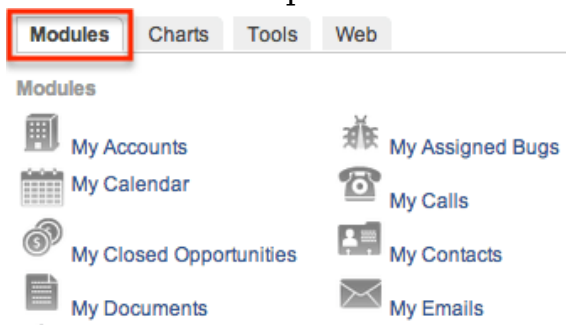 Modules Charts Tools Web
Modules
My Accounts My Assigned Bugs
My Calendar My Calls
My Closed Opportunities My Contacts
My Documents My Emails